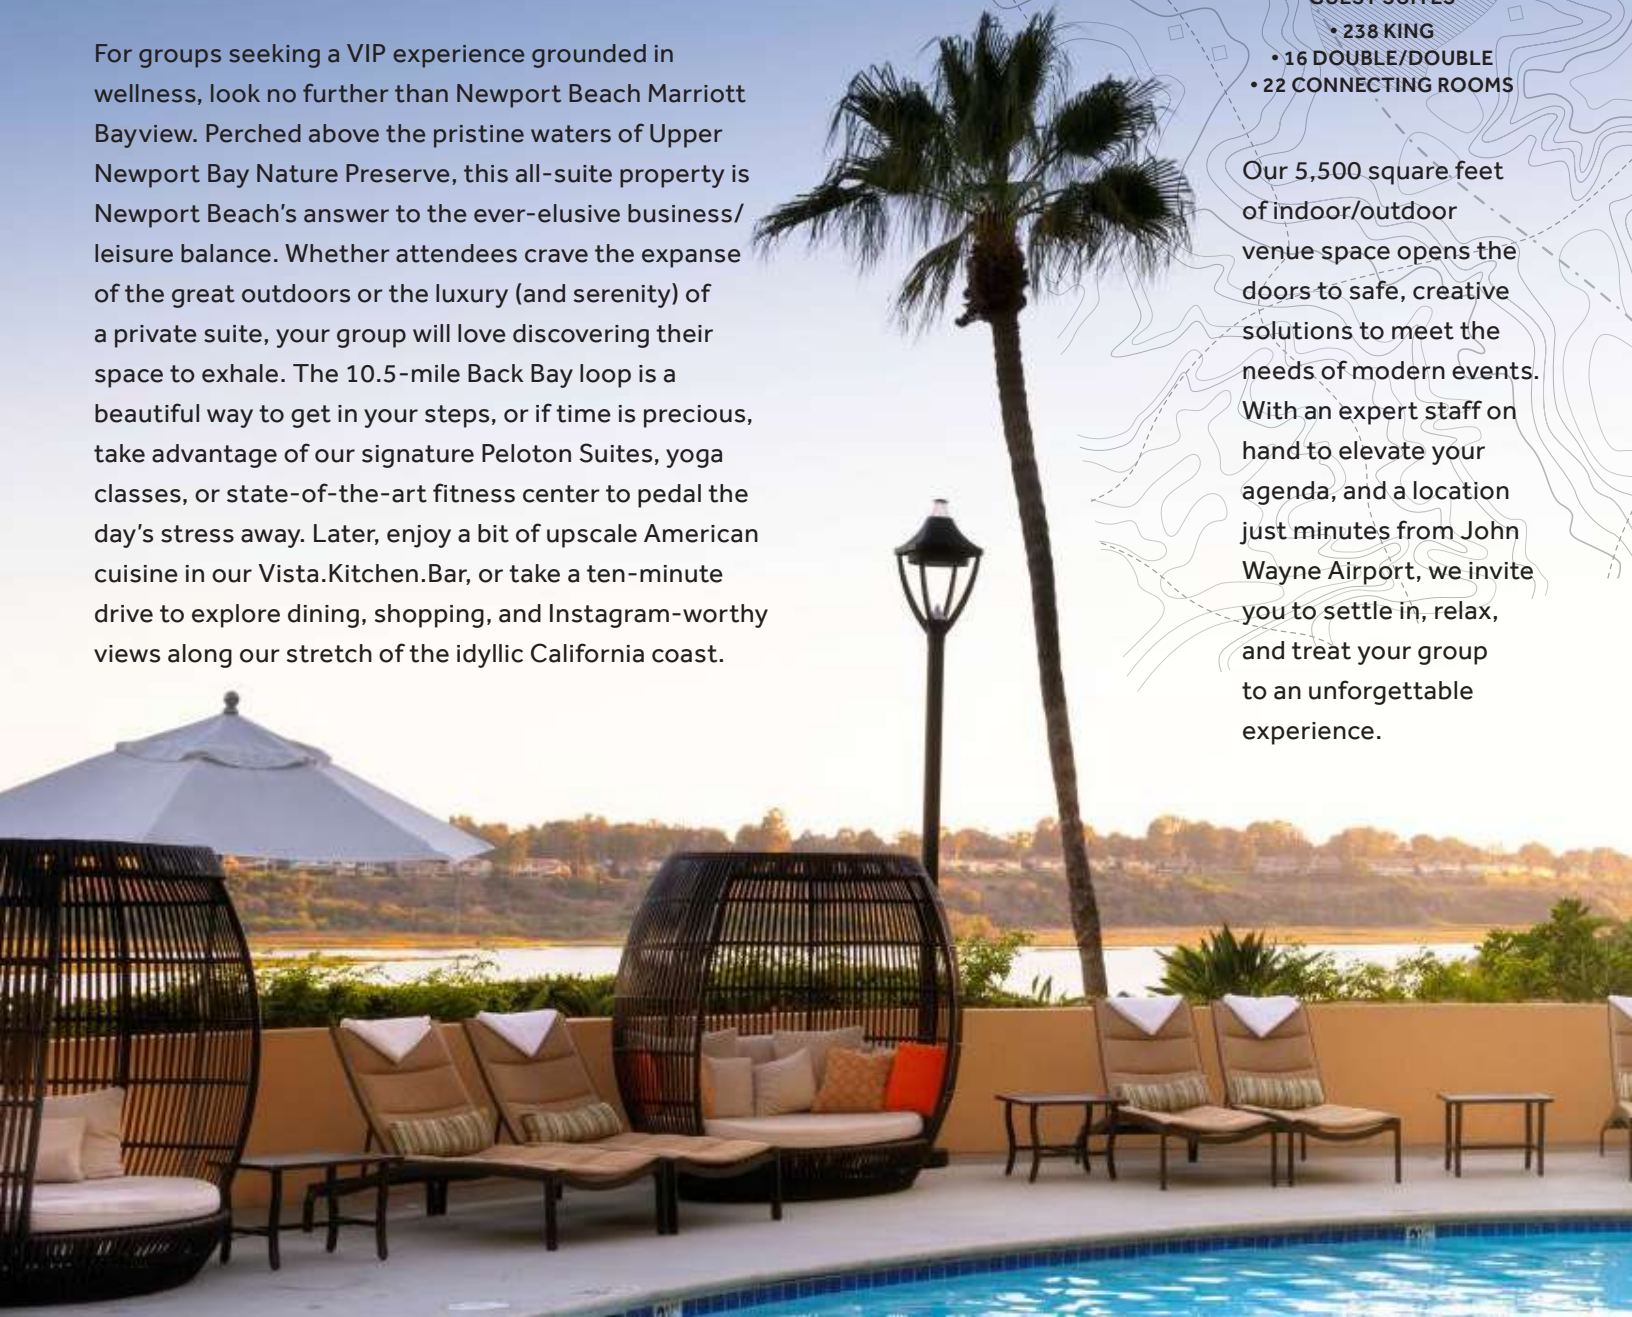 For groups seeking a VIP experience grounded in
wellness, look no further than Newport Beach Marriott
Bayview. Perched above the pristine waters of Upper
Newport Bay Nature Preserve, this all-suite property is
Newport Beach's answer to the ever-elusive business/
leisure balance. Whether attendees crave the expanse
of the great outdoors or the luxury (and serenity) of
a private suite, your group will love discovering their
space to exhale. The 10.5-mile Back Bay loop is a
beautiful way to get in your steps, or if time is precious,
take advantage of our signature Peloton Suites, yoga
classes, or state-of-the-art fitness center to pedal the
day's stress away. Later, enjoy a bit of upscale American
cuisine in our Vista.Kitchen.Bar, or take a ten-minute
drive to explore dining, shopping, and Instagram-worthy
views along our stretch of the idyllic California coast.
GUEST SUITES
• 238 KING
• 16 DOUBLE/DOUBLE
• 22 CONNECTING ROOMS
Our 5,500 square feet
of indoor/outdoor
venue space opens the
doors to safe, creative
solutions to meet the
needs of modern events.
With an expert staff on
hand to elevate your
agenda, and a location
just minutes from John
Wayne Airport, we invite
you to settle in, relax,
and treat your group
to an unforgettable
experience.